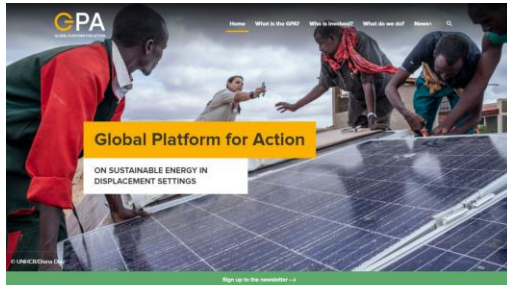 GPA
GLOBAL PLATFORM FOR ACTION
Home What is the GPA? Who is involved? What do we do? News+
Global Platform for Action
ON SUSTAINABLE ENERGY IN
DISPLACEMENT SETTINGS
© UNHCR/Diana Diaz
Sign up to the newsletter -->